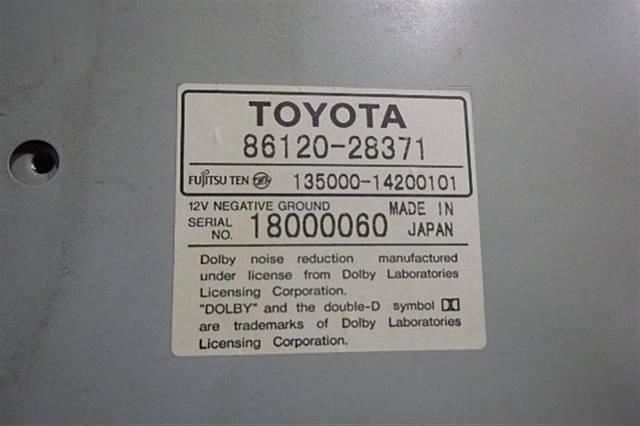 TOYOTA
86120-28371
FUJITSU TEN 135000-14200101
12V NEGATIVE GROUND MADE IN
SERIAL NO. 18000060 JAPAN
Dolby noise reduction manufactured
under license from Dolby Laboratories
Licensing Corporation.
"DOLBY" and the double-D symbol
are trademarks of Dolby Laboratories
Licensing Corporation.